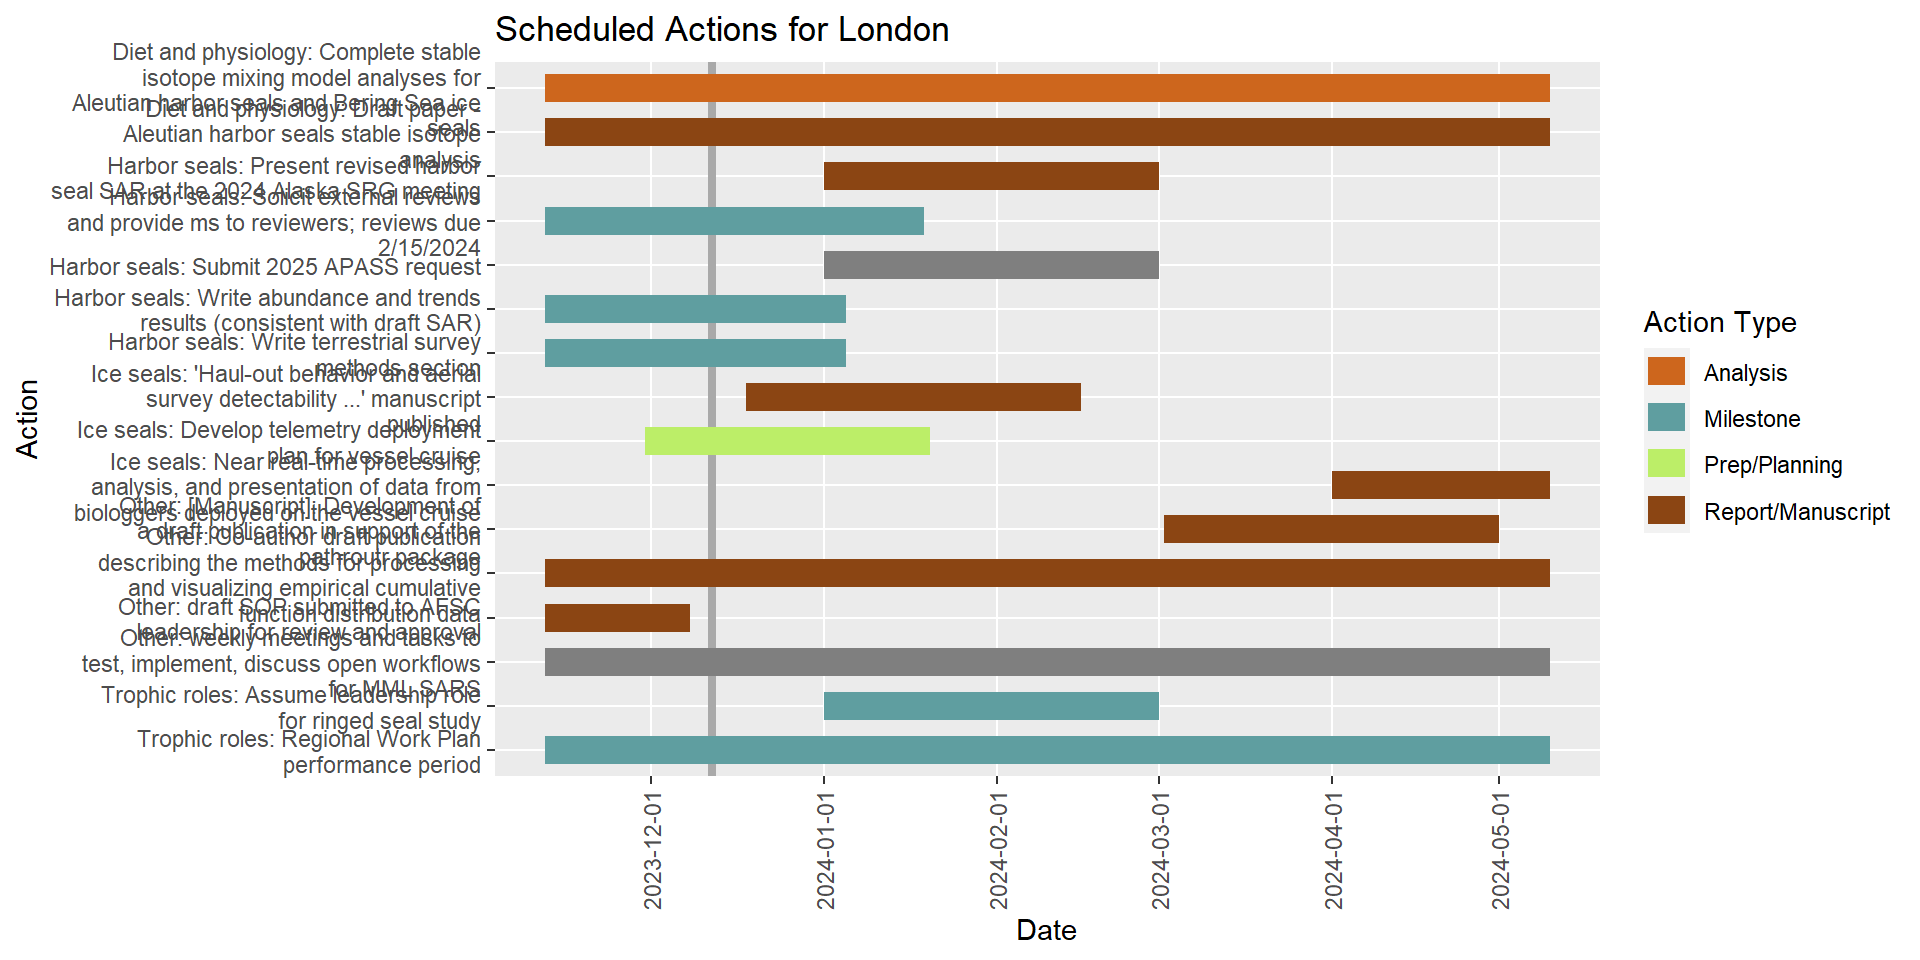 Scheduled Actions for London
Diet and physiology: Complete stable
isotope mixing model analyses for
Aleutian harbor seals and Bering Sea ice
seals
Diet and physiology: Draft paper -
Aleutian harbor seals stable isotope
analysis
Harbor seals: Present revised harbor
seal SAR at the 2024 Alaska SRG meeting
Harbor seals: Solicit external reviews
and provide ms to reviewers; reviews due
2/15/2024
Harbor seals: Submit 2025 APASS request
Harbor seals: Write abundance and trends
results (consistent with draft SAR)
Harbor seals: Write terrestrial survey
methods section
Ice seals: 'Haul-out behavior and aerial
survey detectability ...' manuscript
published
Ice seals: Develop telemetry deployment
plan for vessel cruise
Ice seals: Near real-time processing,
analysis, and presentation of data from
biologgers deployed on the vessel cruise
Other: [Manuscript]: Development of
a draft publication in support of the
pathroutr package
Other: Co-author draft publication
describing the methods for processing
and visualizing empirical cumulative
function distribution data
Other: draft SOP submitted to AFSC
leadership for review and approval
Other: weekly meetings and tasks to
test, implement, discuss open workflows
for MML SARS
Trophic roles: Assume leadership role
for ringed seal study
Trophic roles: Regional Work Plan
performance period
Action
2023-12-01
2024-01-01
2024-02-01
2024-03-01
2024-04-01
2024-05-01
Date
Action Type
Analysis
Milestone
Prep/Planning
Report/Manuscript